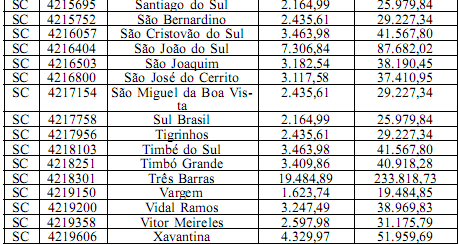 SC 4215695 Santiago do Sul 2.164,99 25.979,84
SC 4215752 São Bernardino 2.435,61 29.227,34
SC 4216057 São Cristovão do Sul 3.463,98 41.567,80
SC 4216404 São João do Sul 7.306,84 87.682,02
SC 4216503 São Joaquim 3.182,54 38.190,45
SC 4216800 São José do Cerrito 3.117,58 37.410,95
SC 4217154 São Miguel da Boa Vis- 2.435,61 29.227,34
ta
SC 4217758 Sul Brasil 2.164,99 25.979,84
SC 4217956 Tigrinhos 2.435,61 29.227,34
SC 4218103 Timbé do Sul 3.463,98 41.567,80
SC 4218251 Timbó Grande 3.409,86 40.918,28
SC 4218301 Três Barras 19.484,89 233.818,73
SC 4219150 Vargem 1.623,74 19.484,85
SC 4219200 Vidal Ramos 3.247,49 38.969,83
SC 4219358 Vitor Meireles 2.597,98 31.175,79
SC 4219606 Xavantina 4.329,97 51.959,69